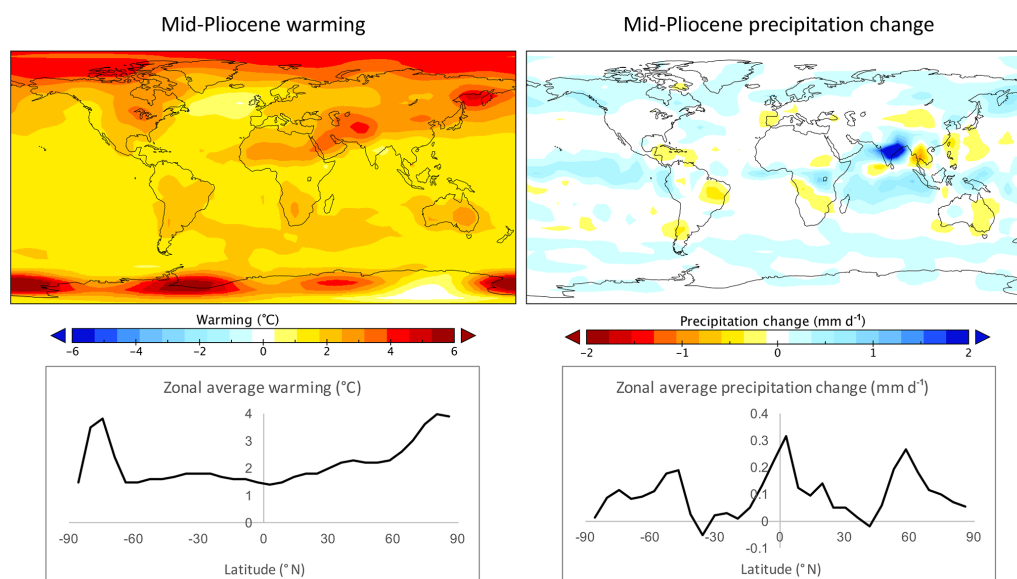 Mid-Pliocene warming
Mid-Pliocene precipitation change
Warming (°C)
-6 -4 -2 0 2 4 6
Precipitation change (mm d⁻¹)
-2 -1 0 1 2
Zonal average warming (°C)
4
3
2
1
0
-90 -60 -30 0 30 60 90
Latitude (° N)
Zonal average precipitation change (mm d⁻¹)
0.4
0.3
0.2
0.1
0
-0.1
-90 -60 -30 0 30 60 90
Latitude (° N)